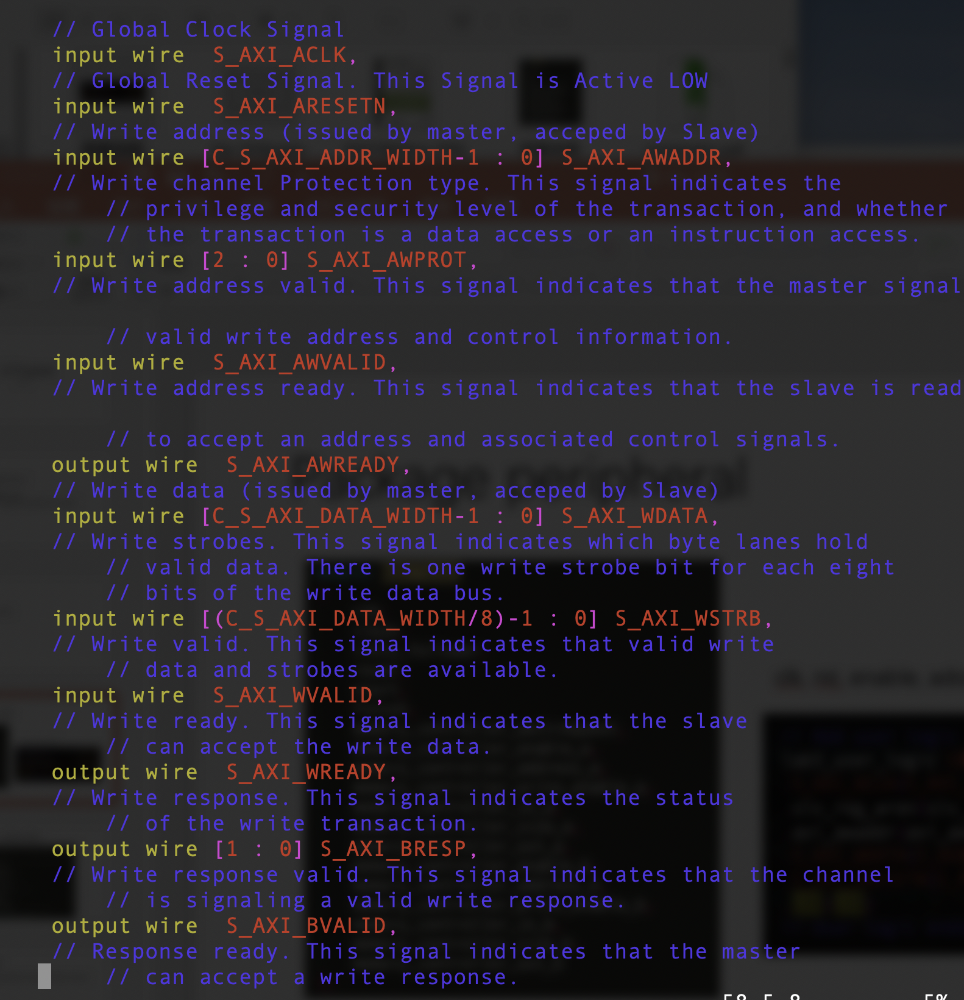 // Global Clock Signal
input wire  S_AXI_ACLK,
// Global Reset Signal. This Signal is Active LOW
input wire  S_AXI_ARESETN,
// Write address (issued by master, acceped by Slave)
input wire [C_S_AXI_ADDR_WIDTH-1 : 0] S_AXI_AWADDR,
// Write channel Protection type. This signal indicates the
    // privilege and security level of the transaction, and whether
    // the transaction is a data access or an instruction access.
input wire [2 : 0] S_AXI_AWPROT,
// Write address valid. This signal indicates that the master signal
    // valid write address and control information.
input wire  S_AXI_AWVALID,
// Write address ready. This signal indicates that the slave is read
    // to accept an address and associated control signals.
output wire  S_AXI_AWREADY,
// Write data (issued by master, acceped by Slave)
input wire [C_S_AXI_DATA_WIDTH-1 : 0] S_AXI_WDATA,
// Write strobes. This signal indicates which byte lanes hold
    // valid data. There is one write strobe bit for each eight
    // bits of the write data bus.
input wire [(C_S_AXI_DATA_WIDTH/8)-1 : 0] S_AXI_WSTRB,
// Write valid. This signal indicates that valid write
    // data and strobes are available.
input wire  S_AXI_WVALID,
// Write ready. This signal indicates that the slave
    // can accept the write data.
output wire  S_AXI_WREADY,
// Write response. This signal indicates the status
    // of the write transaction.
output wire [1 : 0] S_AXI_BRESP,
// Write response valid. This signal indicates that the channel
    // is signaling a valid write response.
output wire  S_AXI_BVALID,
// Response ready. This signal indicates that the master
    // can accept a write response.